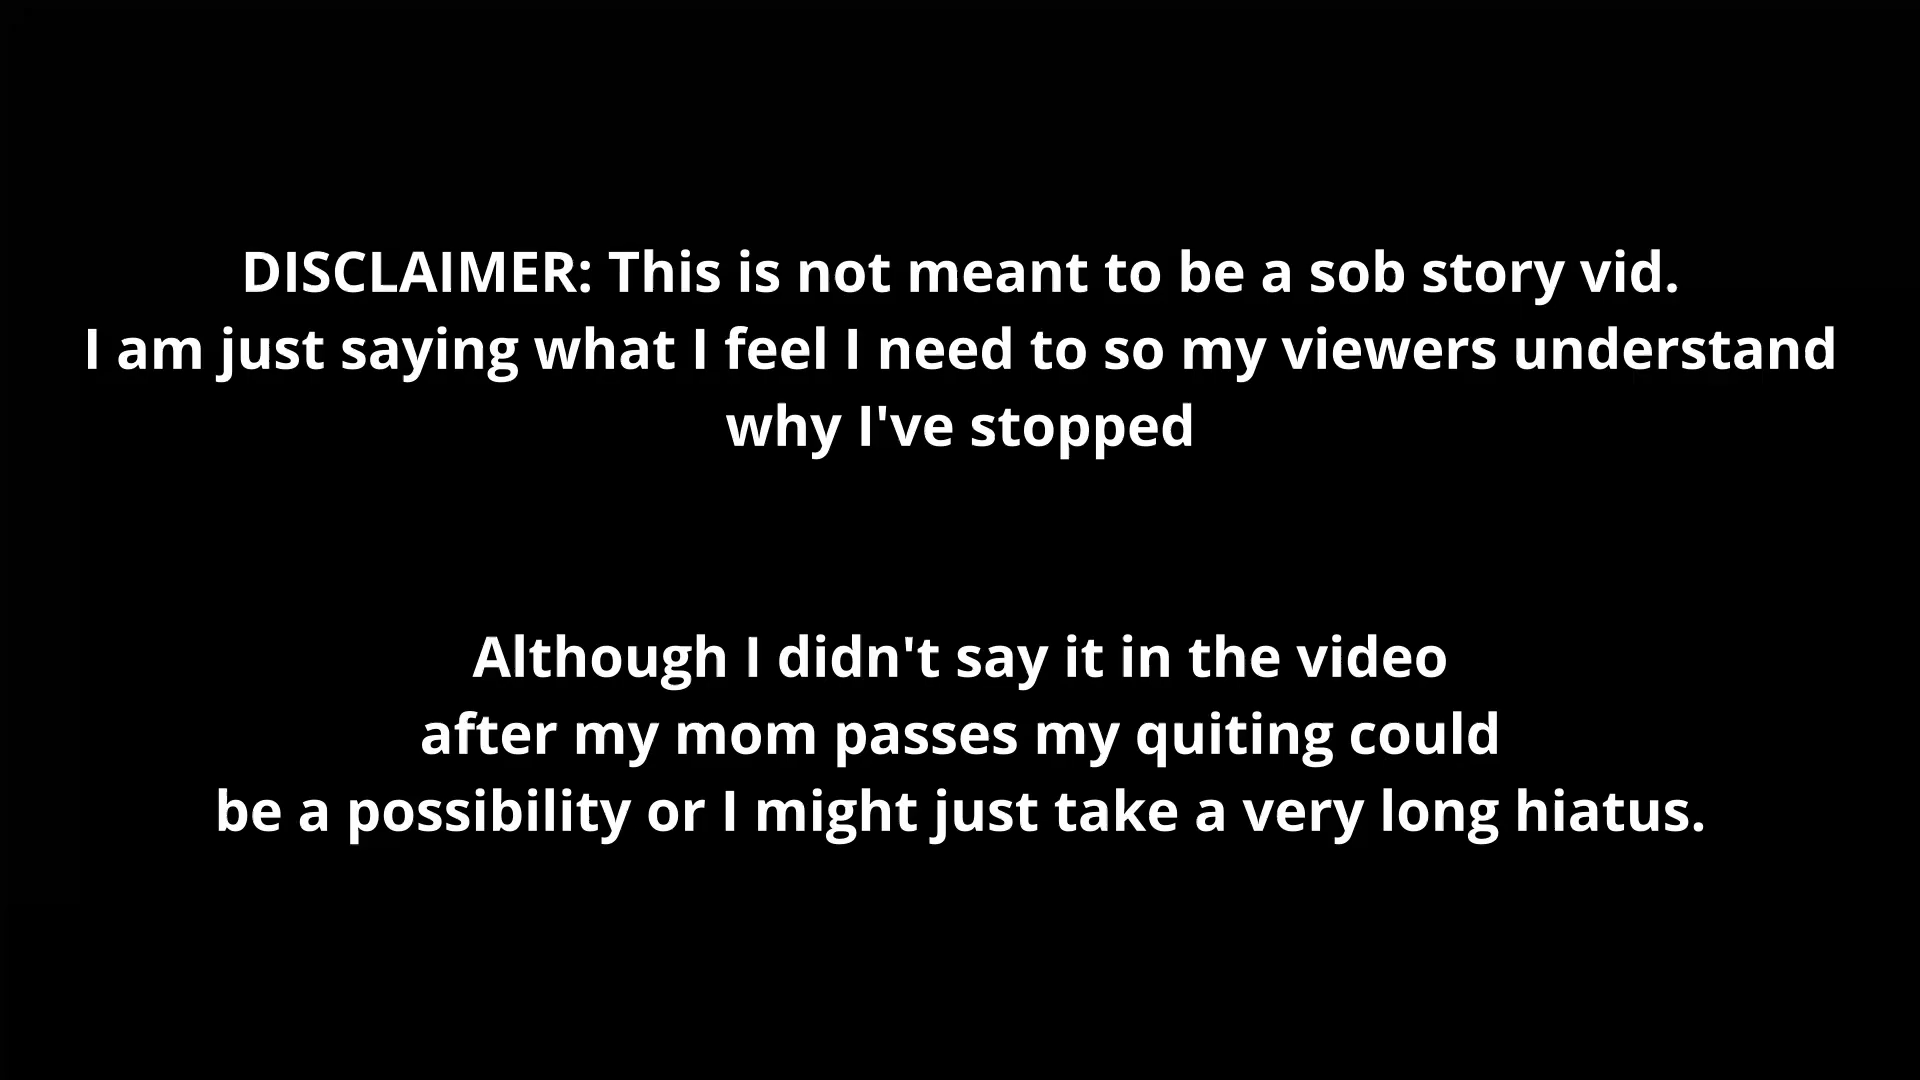 DISCLAIMER: This is not meant to be a sob story vid.
I am just saying what I feel I need to so my viewers understand
why I've stopped
Although I didn't say it in the video
after my mom passes my quiting could
be a possibility or I might just take a very long hiatus.